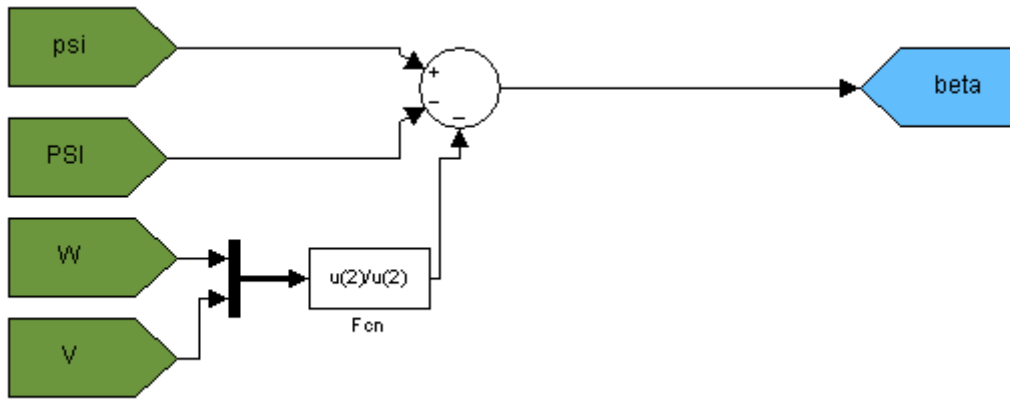 psi
+
beta
−
−
PSI
W
u(2)/u(2)
Fcn
V